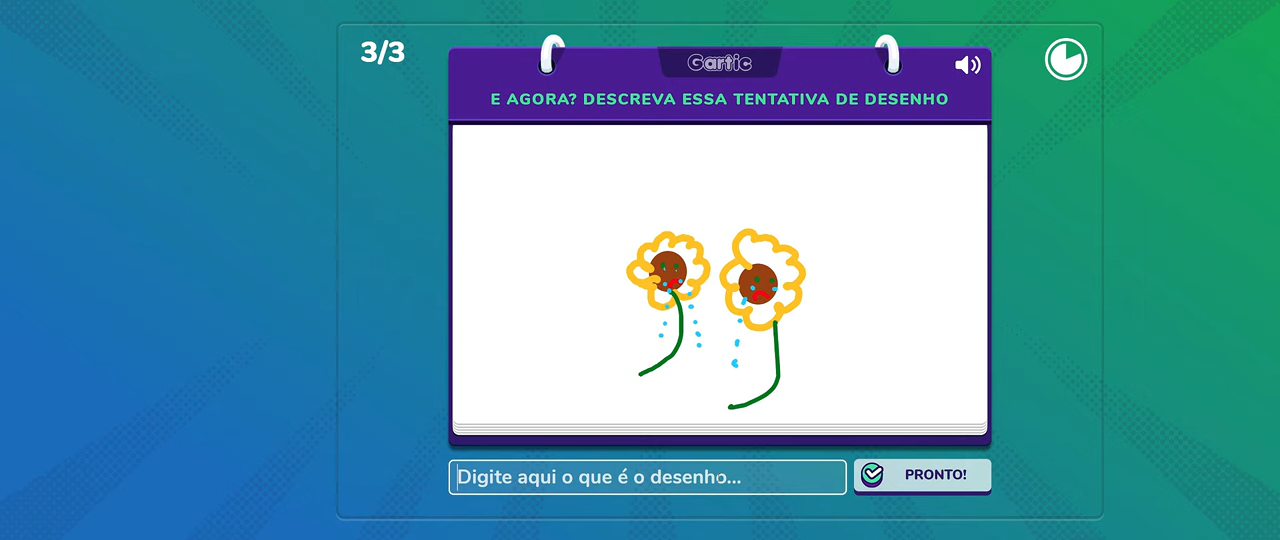 3/3
Gartic
E AGORA? DESCREVA ESSA TENTATIVA DE DESENHO
Digite aqui o que é o desenho...
PRONTO!